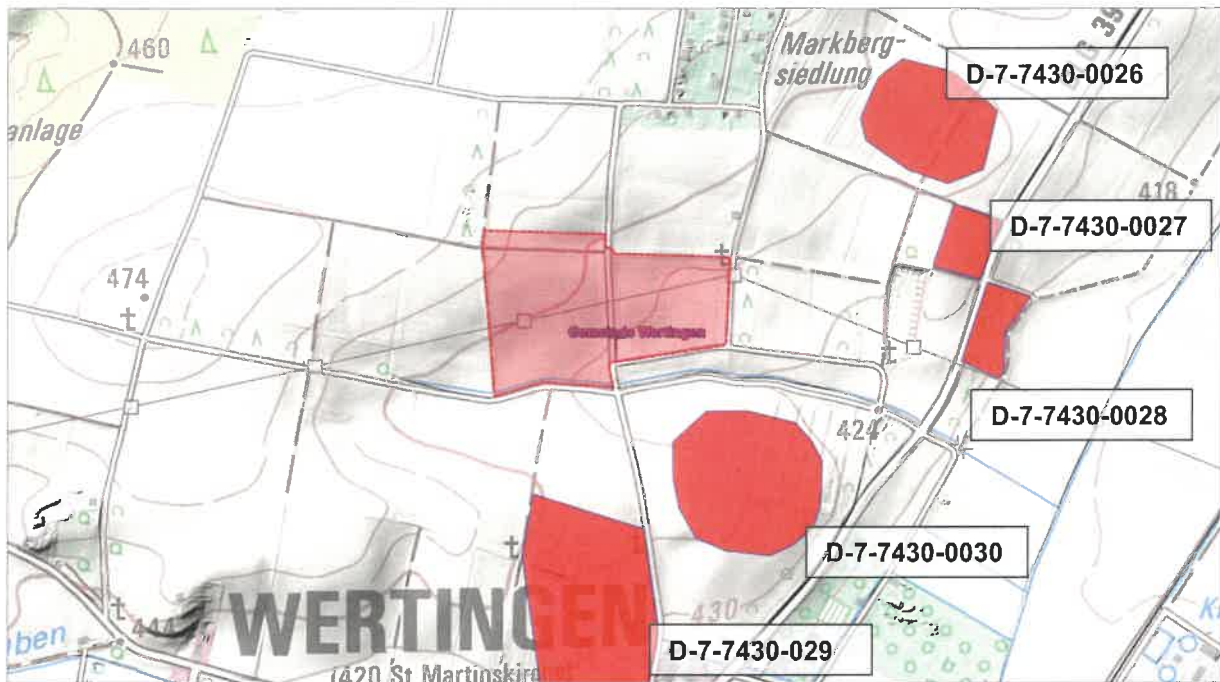 460
Markberg-
siedlung
D-7-7430-0026
anlage
418
D-7-7430-0027
474
Gemeinde Wertingen
D-7-7430-0028
424
D-7-7430-0030
WERTINGEN
430
444
D-7-7430-029
(420 St Martinskirche)